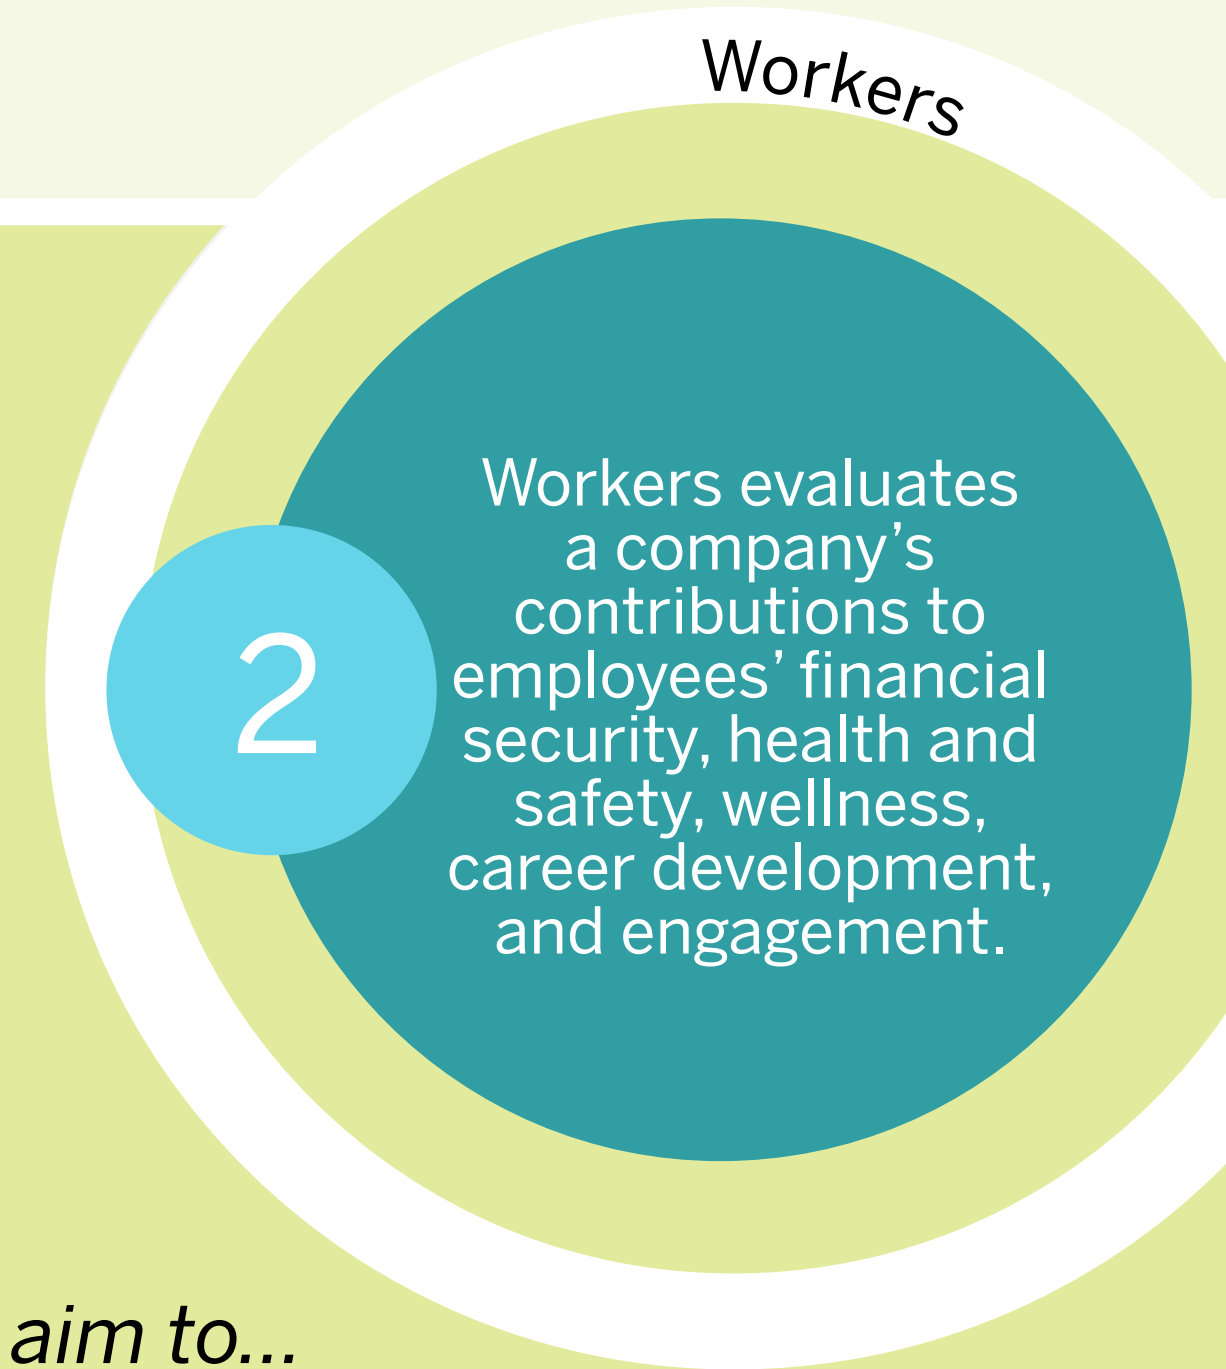 Workers
2
Workers evaluates
a company’s
contributions to
employees’ financial
security, health and
safety, wellness,
career development,
and engagement.
aim to...